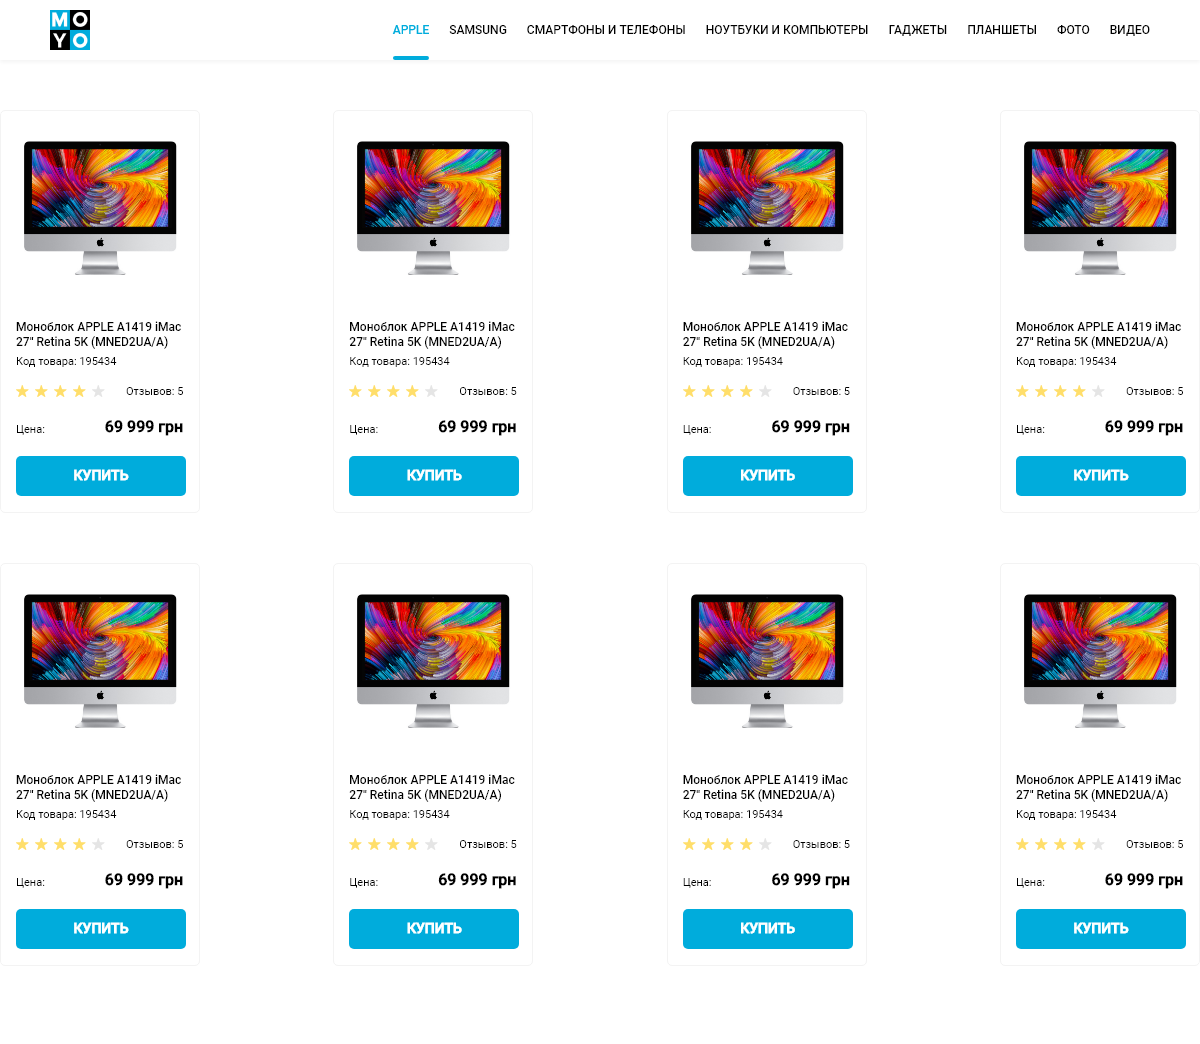 MO
YO
APPLE SAMSUNG СМАРТФОНЫ И ТЕЛЕФОНЫ НОУТБУКИ И КОМПЬЮТЕРЫ ГАДЖЕТЫ ПЛАНШЕТЫ ФОТО ВИДЕО
Моноблок APPLE A1419 iMac
27" Retina 5K (MNED2UA/A)
Код товара: 195434
Отзывов: 5
Цена: 69 999 грн
КУПИТЬ
Моноблок APPLE A1419 iMac
27" Retina 5K (MNED2UA/A)
Код товара: 195434
Отзывов: 5
Цена: 69 999 грн
КУПИТЬ
Моноблок APPLE A1419 iMac
27" Retina 5K (MNED2UA/A)
Код товара: 195434
Отзывов: 5
Цена: 69 999 грн
КУПИТЬ
Моноблок APPLE A1419 iMac
27" Retina 5K (MNED2UA/A)
Код товара: 195434
Отзывов: 5
Цена: 69 999 грн
КУПИТЬ
Моноблок APPLE A1419 iMac
27" Retina 5K (MNED2UA/A)
Код товара: 195434
Отзывов: 5
Цена: 69 999 грн
КУПИТЬ
Моноблок APPLE A1419 iMac
27" Retina 5K (MNED2UA/A)
Код товара: 195434
Отзывов: 5
Цена: 69 999 грн
КУПИТЬ
Моноблок APPLE A1419 iMac
27" Retina 5K (MNED2UA/A)
Код товара: 195434
Отзывов: 5
Цена: 69 999 грн
КУПИТЬ
Моноблок APPLE A1419 iMac
27" Retina 5K (MNED2UA/A)
Код товара: 195434
Отзывов: 5
Цена: 69 999 грн
КУПИТЬ